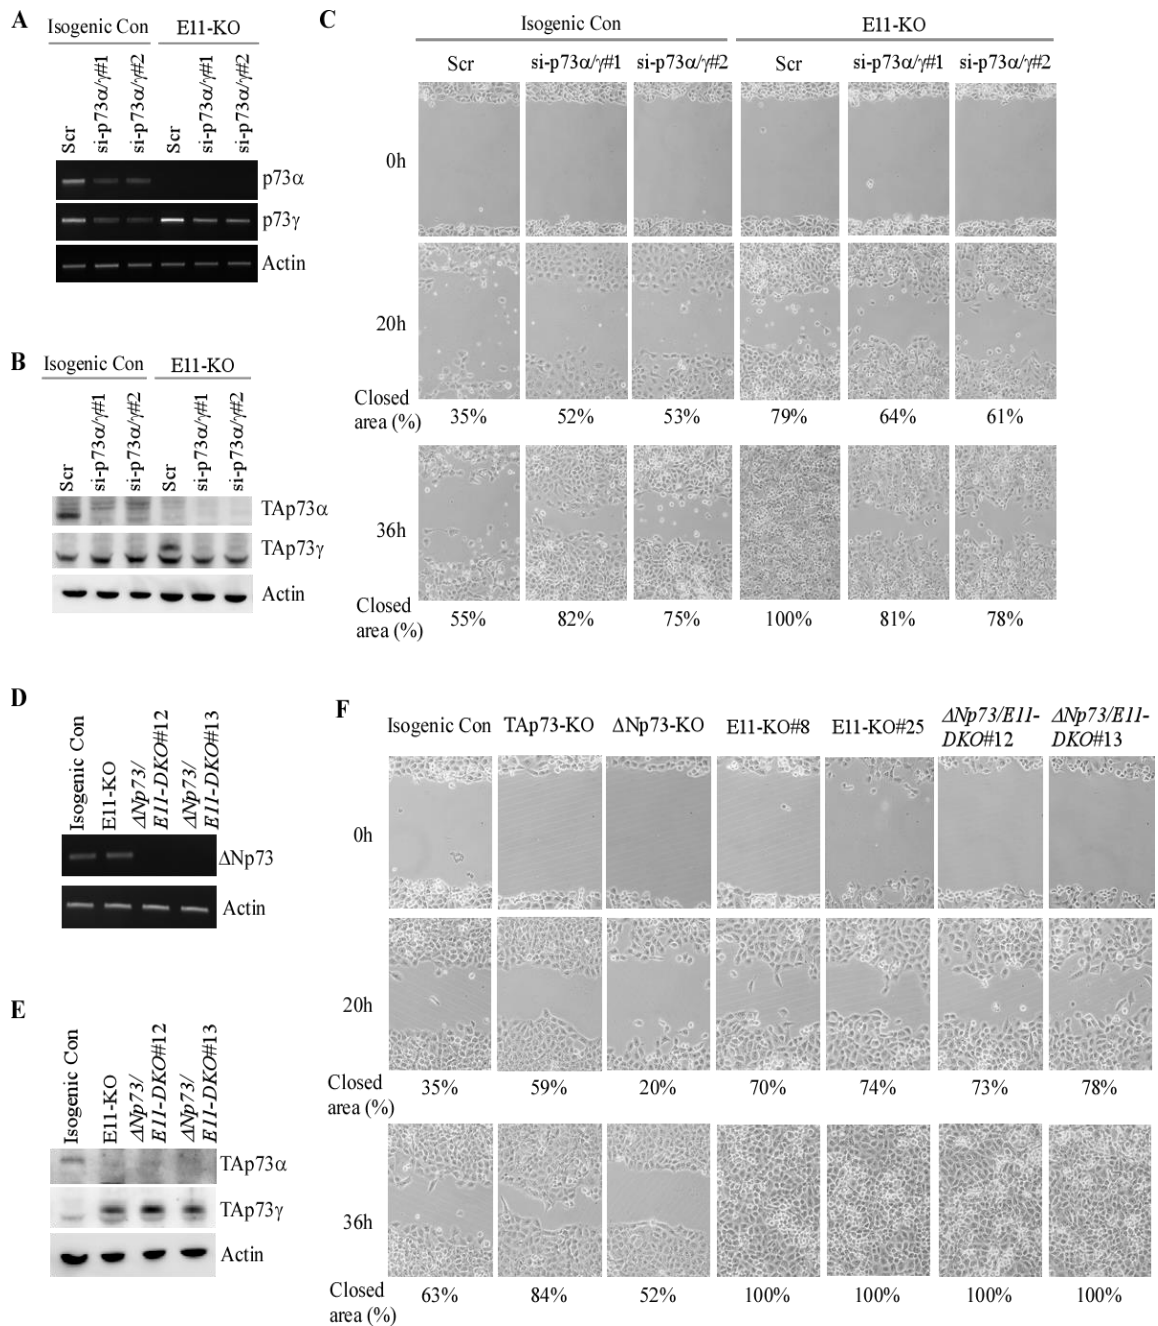 A
Isogenic Con E11-KO
Scr si-p73α/γ#1 si-p73α/γ#2 Scr si-p73α/γ#1 si-p73α/γ#2
p73α
p73γ
Actin
B
Isogenic Con E11-KO
Scr si-p73α/γ#1 si-p73α/γ#2 Scr si-p73α/γ#1 si-p73α/γ#2
TAp73α
TAp73γ
Actin
C
Isogenic Con E11-KO
Scr si-p73α/γ#1 si-p73α/γ#2 Scr si-p73α/γ#1 si-p73α/γ#2
0h
20h
Closed
area (%) 35% 52% 53% 79% 64% 61%
36h
Closed
area (%) 55% 82% 75% 100% 81% 78%
D
Isogenic Con
E11-KO
ΔNp73/
E11-DKO#12
ΔNp73/
E11-DKO#13
ΔNp73
Actin
E
Isogenic Con
E11-KO
ΔNp73/
E11-DKO#12
ΔNp73/
E11-DKO#13
TAp73α
TAp73γ
Actin
F
Isogenic Con TAp73-KO ΔNp73-KO E11-KO#8 E11-KO#25 ΔNp73/E11-
DKO#12 ΔNp73/E11-
DKO#13
0h
20h
Closed
area (%) 35% 59% 20% 70% 74% 73% 78%
36h
Closed
area (%) 63% 84% 52% 100% 100% 100% 100%